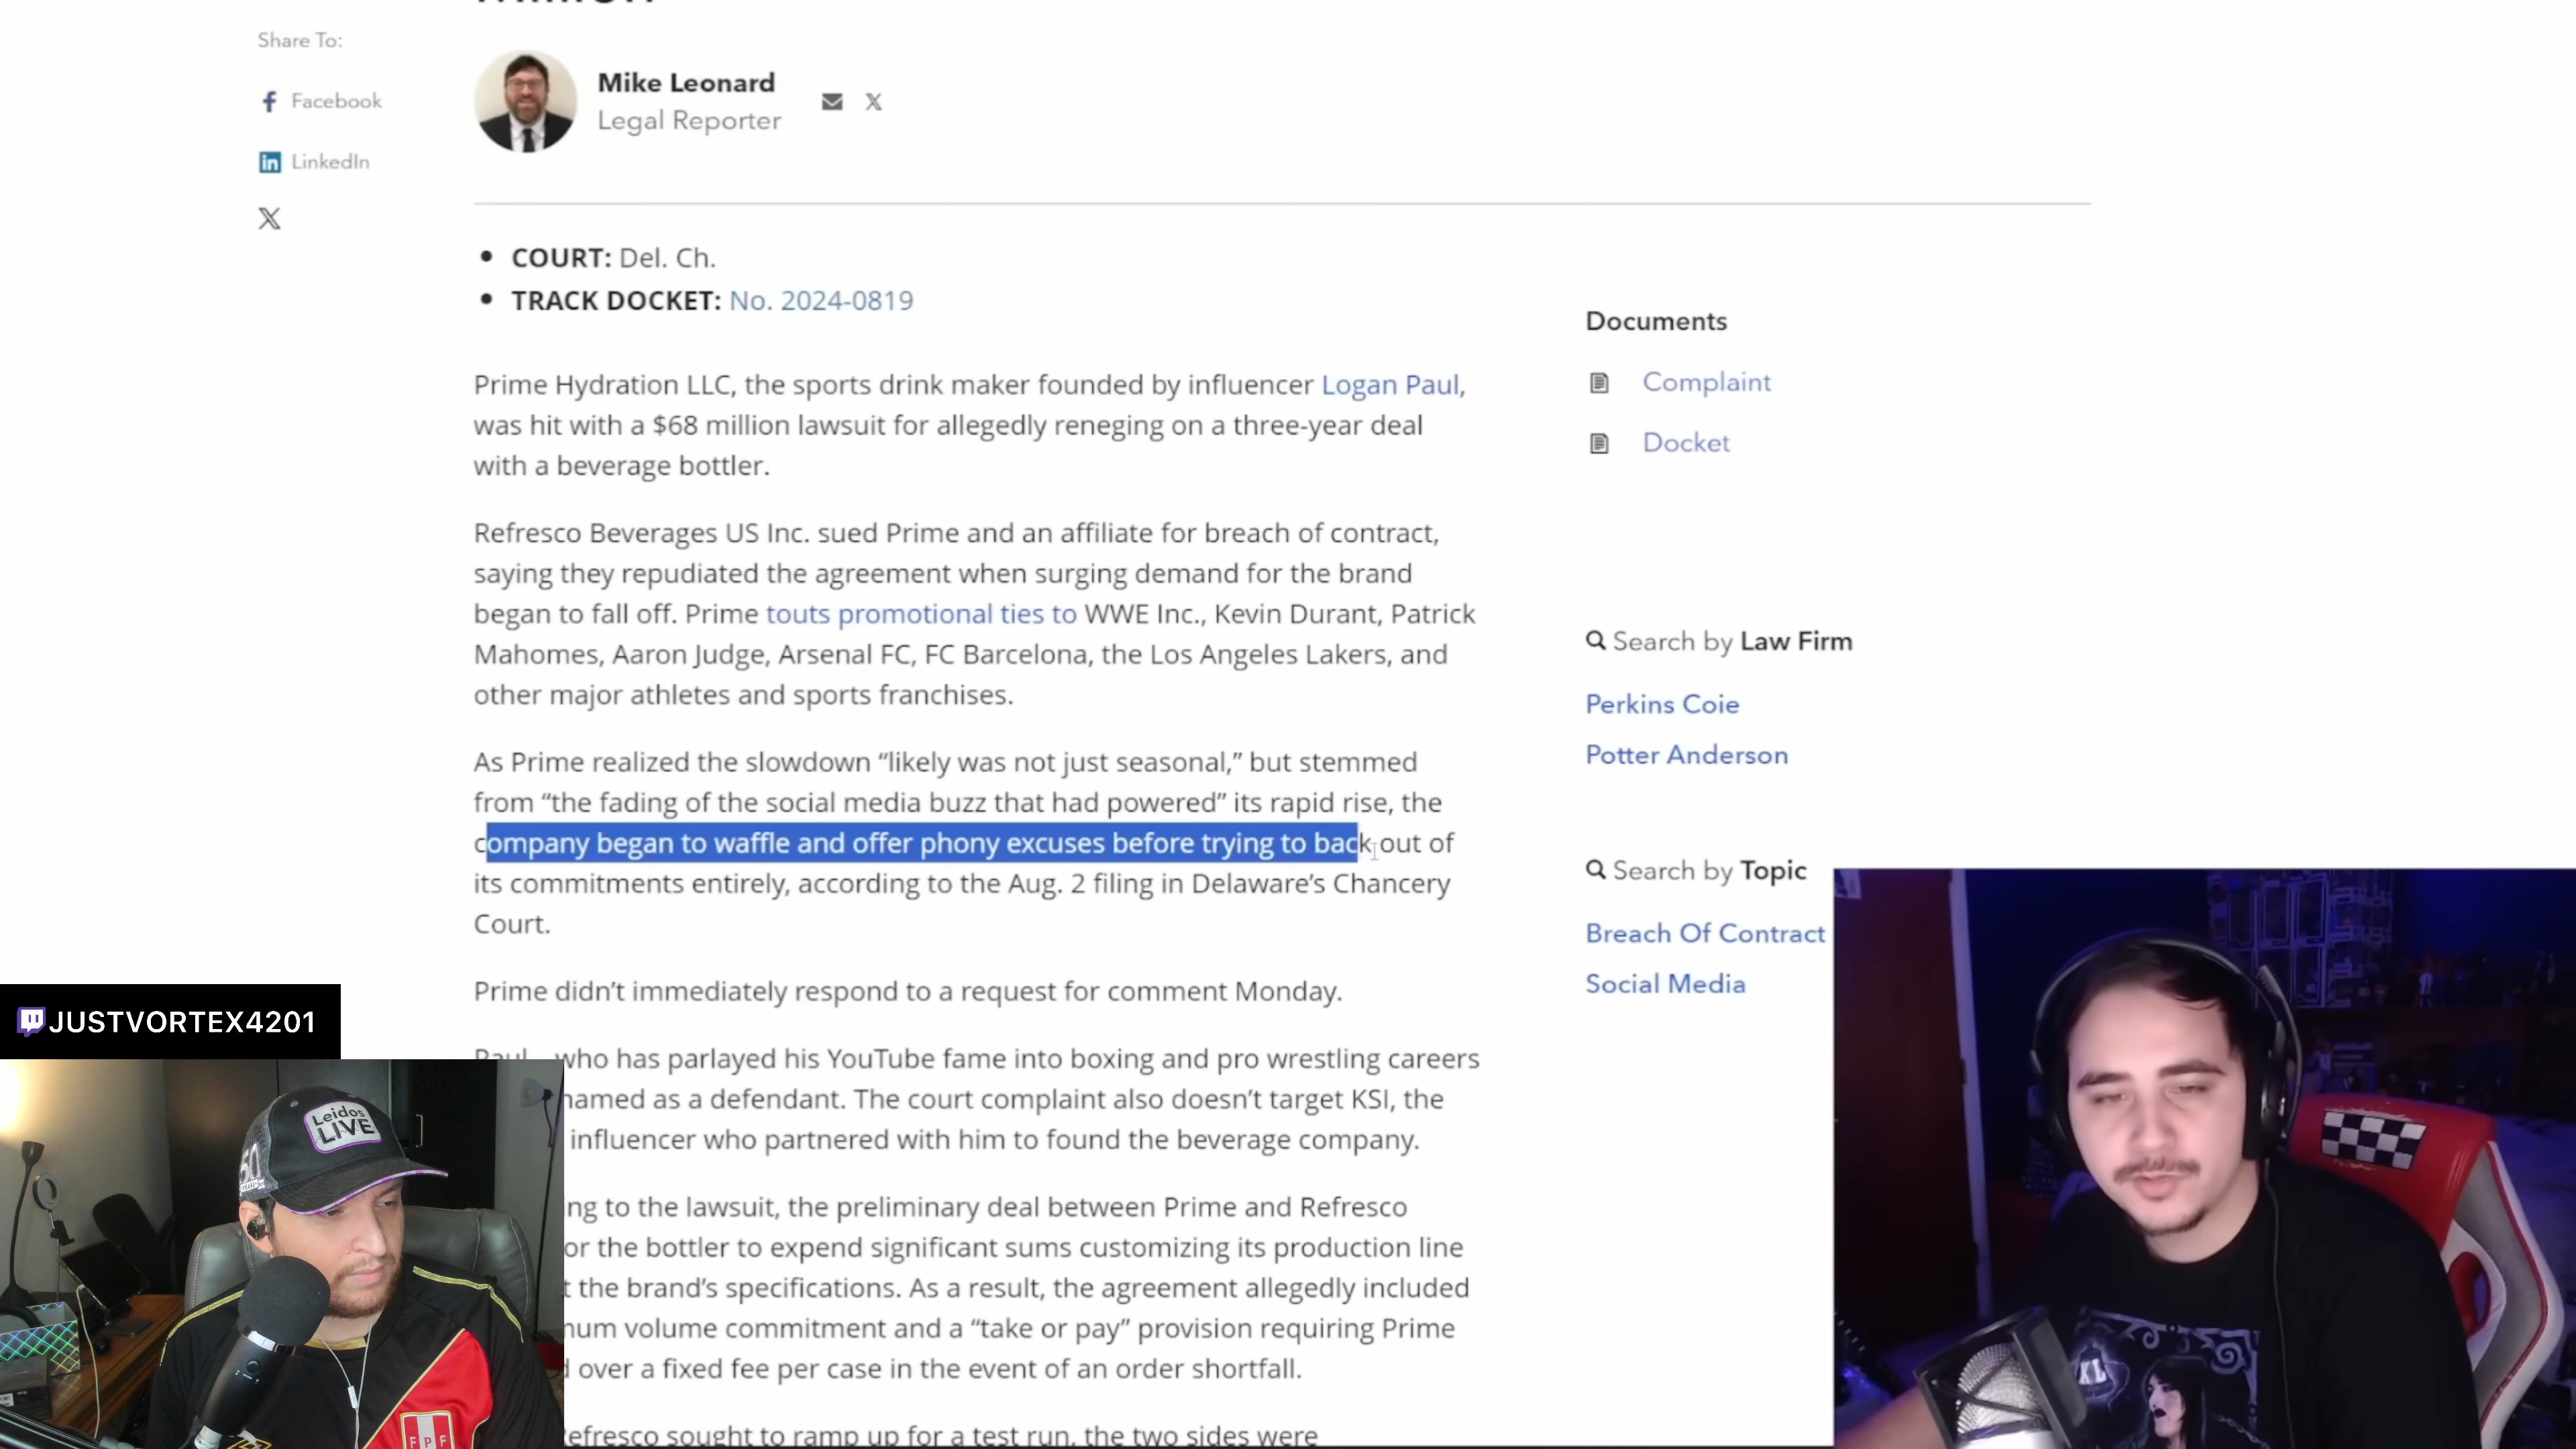 Share To:
Facebook
LinkedIn
Mike Leonard
Legal Reporter
• COURT: Del. Ch.
• TRACK DOCKET: No. 2024-0819
Prime Hydration LLC, the sports drink maker founded by influencer Logan Paul,
was hit with a $68 million lawsuit for allegedly reneging on a three-year deal
with a beverage bottler.
Refresco Beverages US Inc. sued Prime and an affiliate for breach of contract,
saying they repudiated the agreement when surging demand for the brand
began to fall off. Prime touts promotional ties to WWE Inc., Kevin Durant, Patrick
Mahomes, Aaron Judge, Arsenal FC, FC Barcelona, the Los Angeles Lakers, and
other major athletes and sports franchises.
As Prime realized the slowdown “likely was not just seasonal,” but stemmed
from “the fading of the social media buzz that had powered” its rapid rise, the
company began to waffle and offer phony excuses before trying to back out of
its commitments entirely, according to the Aug. 2 filing in Delaware’s Chancery
Court.
Prime didn’t immediately respond to a request for comment Monday.
who has parlayed his YouTube fame into boxing and pro wrestling careers
named as a defendant. The court complaint also doesn’t target KSI, the
influencer who partnered with him to found the beverage company.
ng to the lawsuit, the preliminary deal between Prime and Refresco
or the bottler to expend significant sums customizing its production line
t the brand’s specifications. As a result, the agreement allegedly included
num volume commitment and a “take or pay” provision requiring Prime
over a fixed fee per case in the event of an order shortfall.
efresco sought to ramp up for a test run, the two sides were
Documents
Complaint
Docket
Search by Law Firm
Perkins Coie
Potter Anderson
Search by Topic
Breach Of Contract
Social Media
JUSTVORTEX4201
Leidos
LIVE
FPF